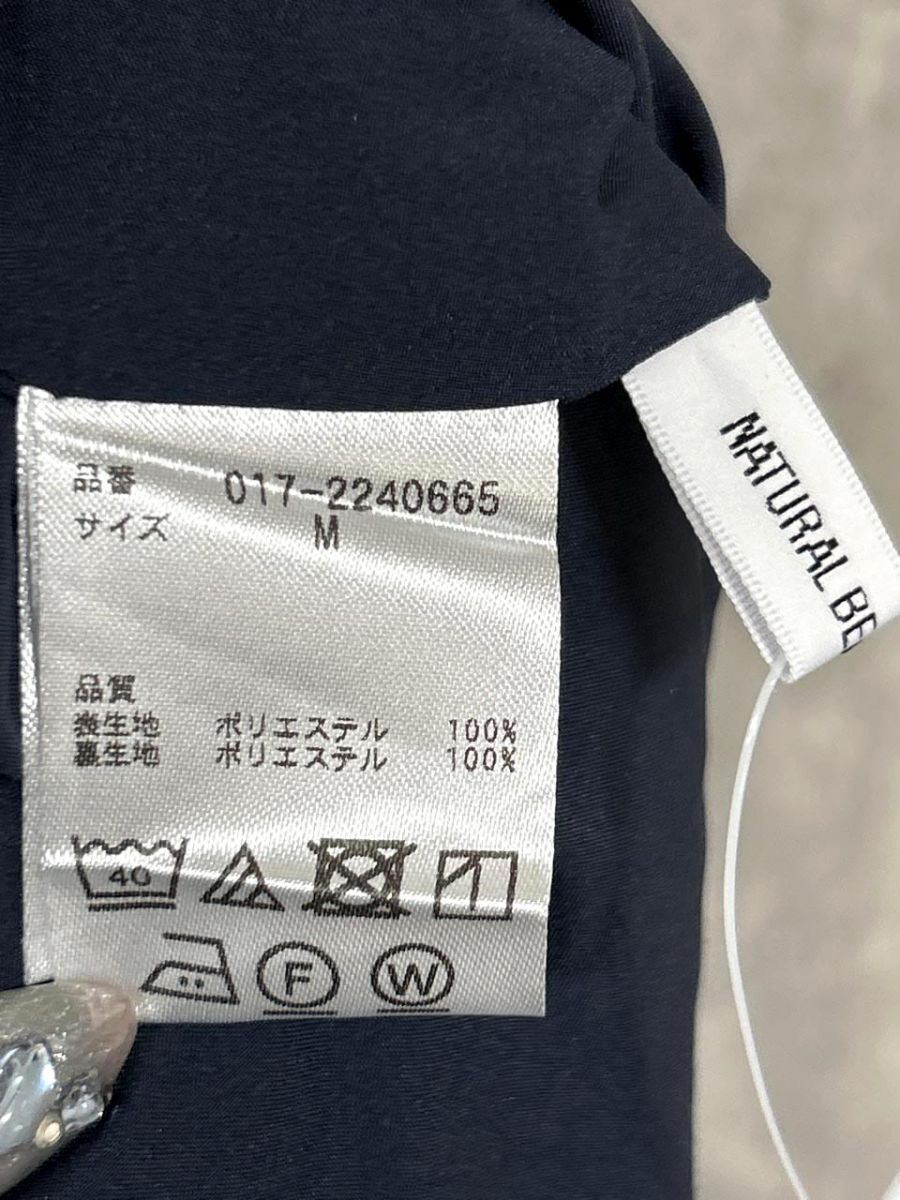 品番 017-2240665
サイズ M
品質
表生地 ポリエステル 100%
裏生地 ポリエステル 100%
40
F W
NATURAL BE